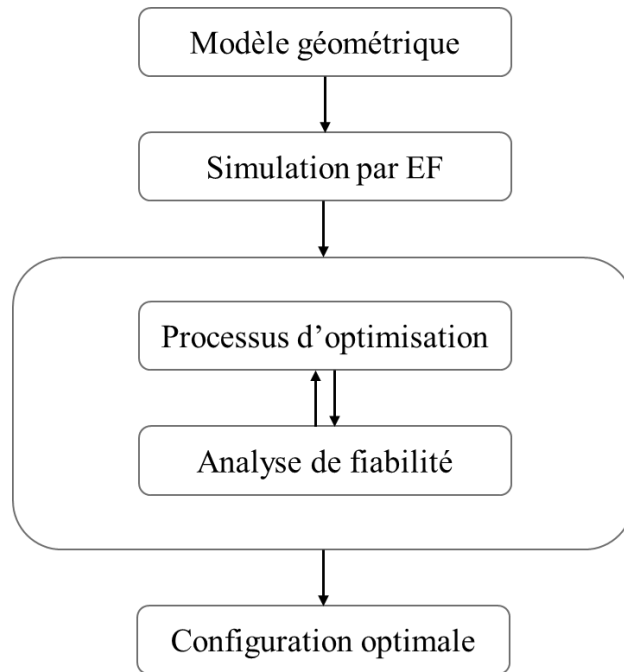 Modèle géométrique
Simulation par EF
Processus d’optimisation
Analyse de fiabilité
Configuration optimale